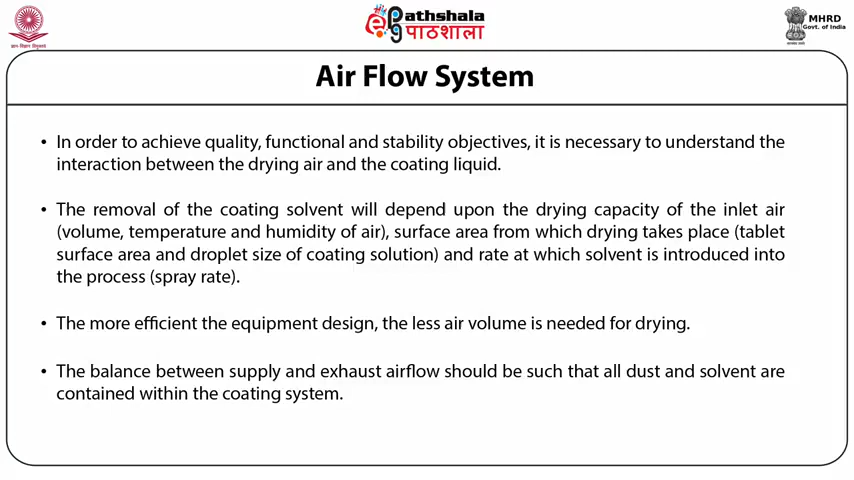 Pathshala
पाठशाला
MHRD
Govt. of India
Air Flow System
• In order to achieve quality, functional and stability objectives, it is necessary to understand the
interaction between the drying air and the coating liquid.
• The removal of the coating solvent will depend upon the drying capacity of the inlet air
(volume, temperature and humidity of air), surface area from which drying takes place (tablet
surface area and droplet size of coating solution) and rate at which solvent is introduced into
the process (spray rate).
• The more efficient the equipment design, the less air volume is needed for drying.
• The balance between supply and exhaust airflow should be such that all dust and solvent are
contained within the coating system.